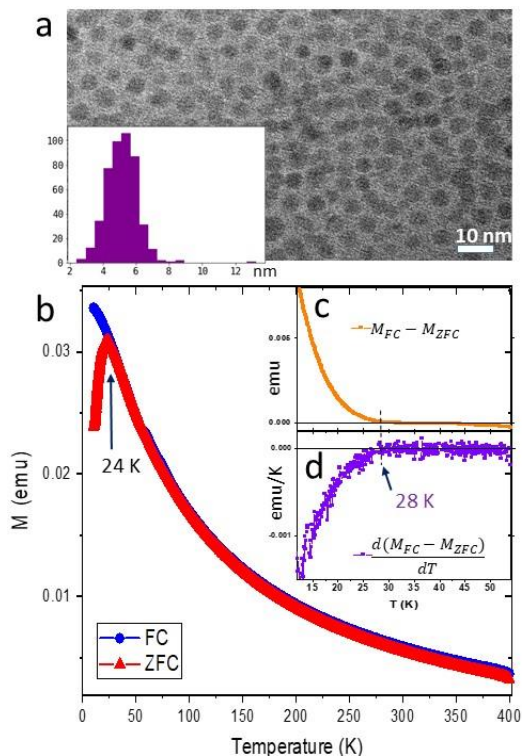 a
100
80
60
40
20
0
2 4 6 8 10 12 nm
10 nm
b
M (emu)
0.03
0.02
0.01
24 K
FC
ZFC
0 50 100 150 200 250 300 350 400
Temperature (K)
c
emu
0.005
0.000
M_FC − M_ZFC
d
emu/K
0.000
-0.001
28 K
d(M_FC − M_ZFC)
dT
15 20 25 30 35 40 45 50
T (K)